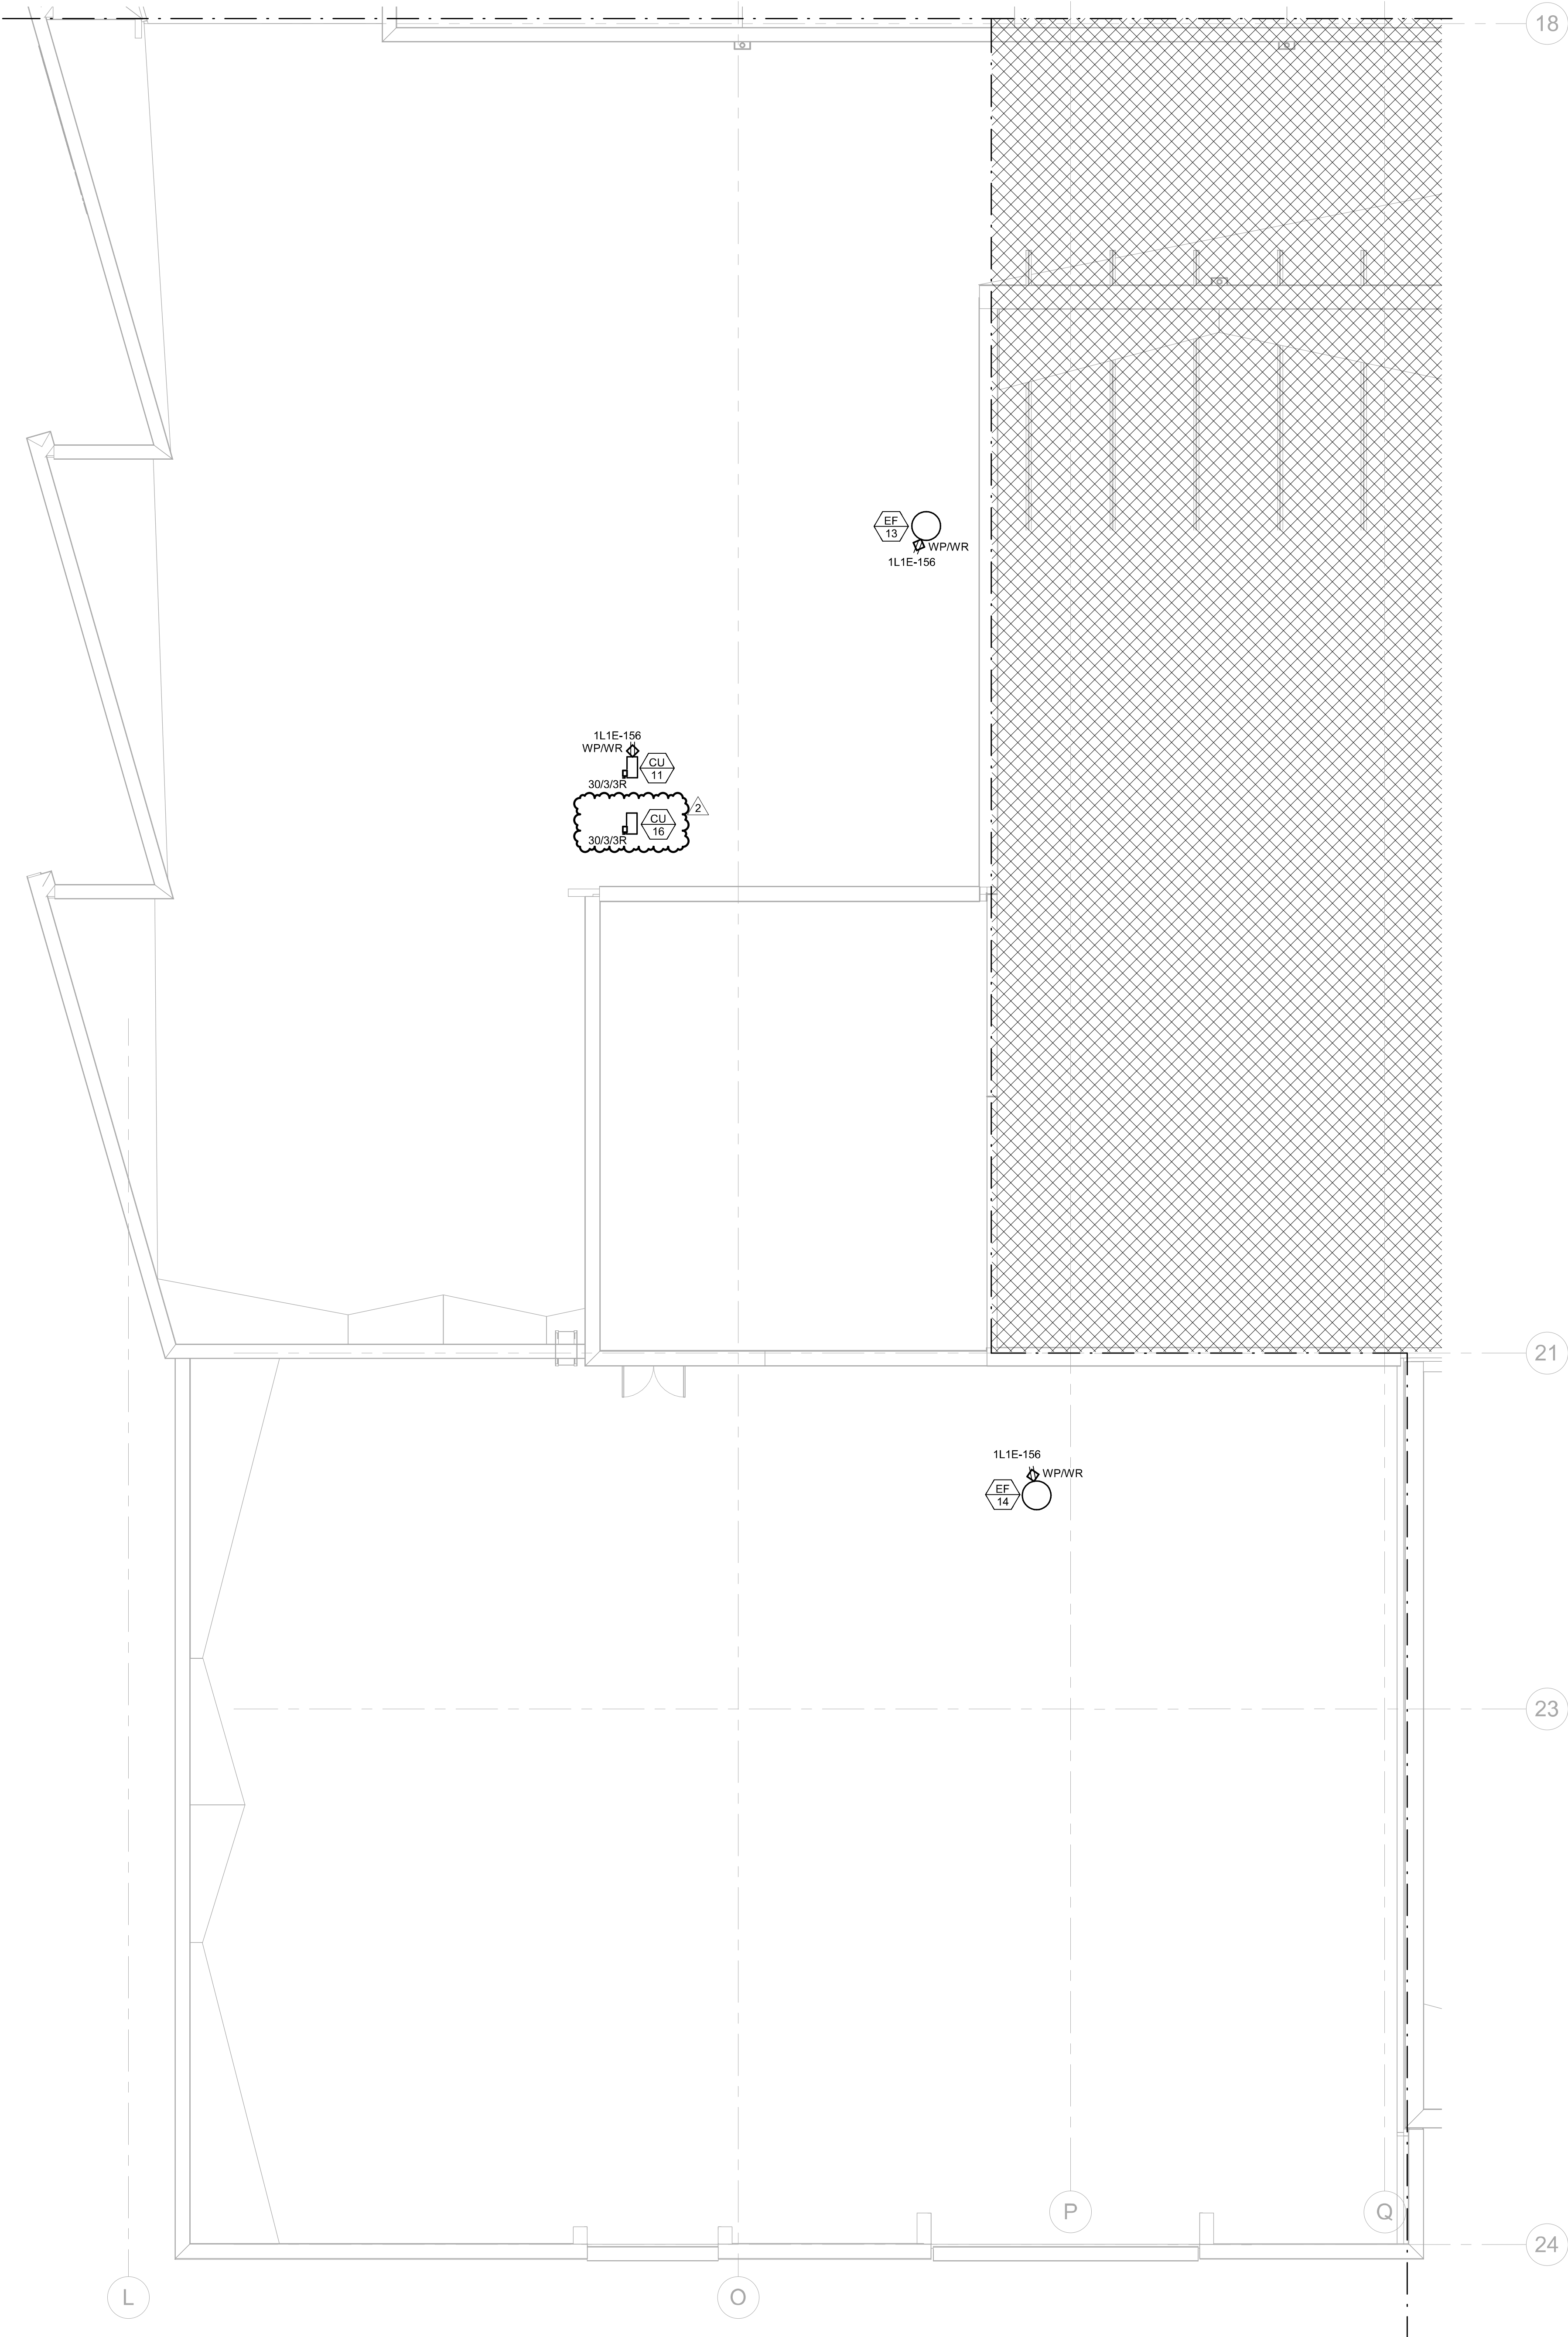 18
EF
13
WP/WR
1L1E-156
1L1E-156
WP/WR
CU
11
30/3/3R
2
CU
16
30/3/3R
21
1L1E-156
WP/WR
EF
14
23
P
Q
24
L
O